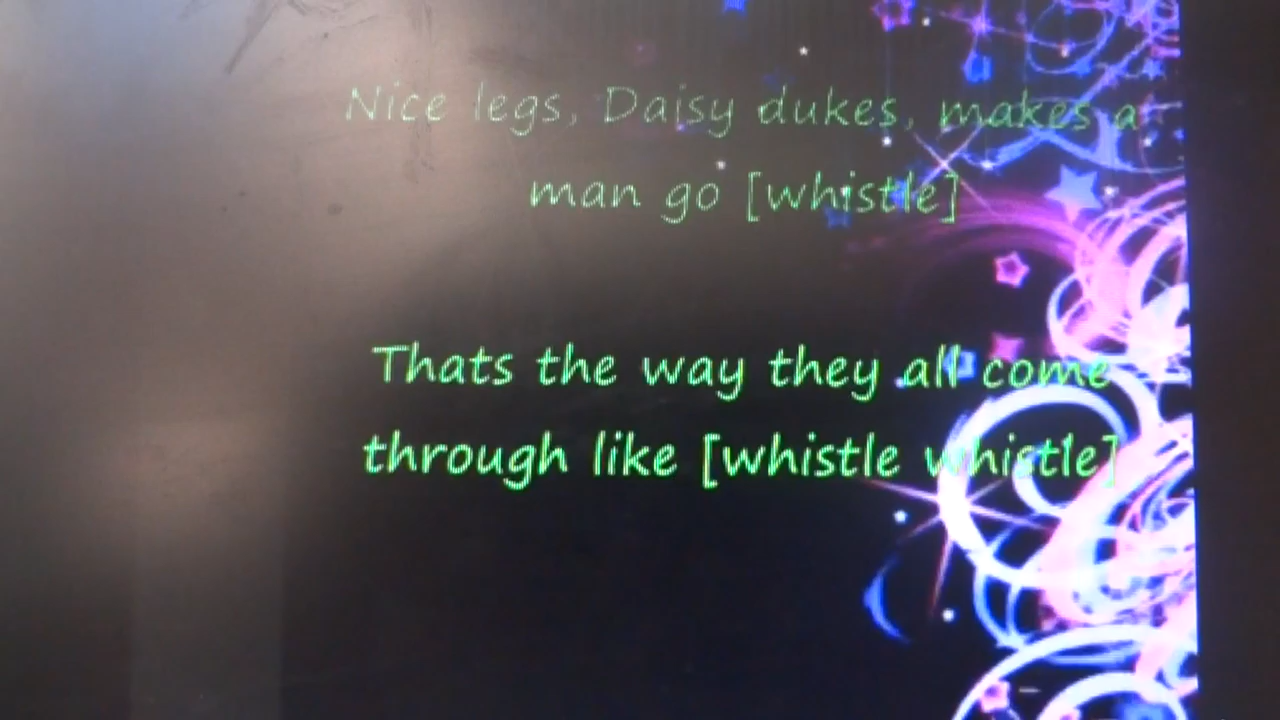 Nice legs, Daisy dukes, makes a
man go [whistle]
Thats the way they all come
through like [whistle whistle]